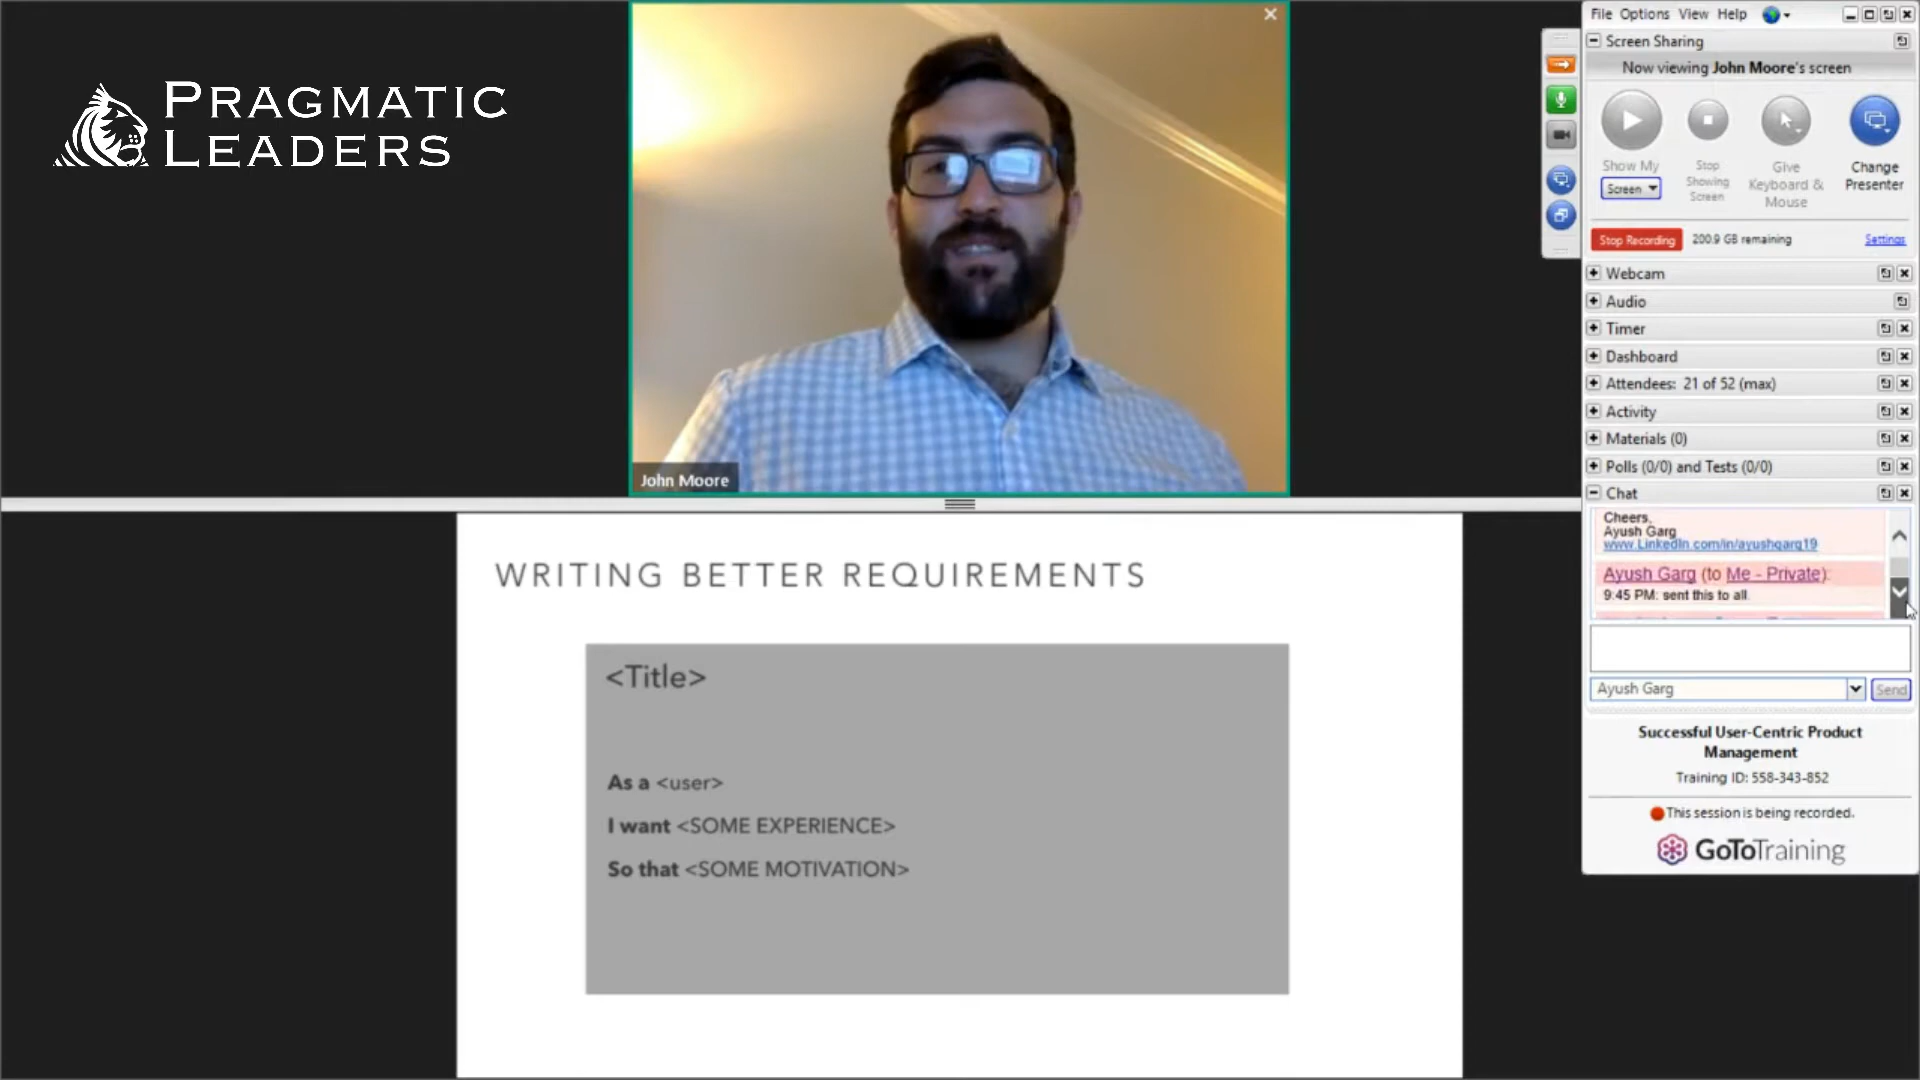 PRAGMATIC
LEADERS
John Moore
WRITING BETTER REQUIREMENTS
<Title>
As a <user>
I want <SOME EXPERIENCE>
So that <SOME MOTIVATION>
File Options View Help
Screen Sharing
Now viewing John Moore's screen
Show My
Screen
Stop
Showing
Screen
Give
Keyboard &
Mouse
Change
Presenter
Stop Recording 200.9 GB remaining Settings
Webcam
Audio
Timer
Dashboard
Attendees: 21 of 52 (max)
Activity
Materials (0)
Polls (0/0) and Tests (0/0)
Chat
Cheers,
Ayush Garg
www.LinkedIn.com/in/ayushgarg19
Ayush Garg (to Me - Private):
9:45 PM: sent this to all
Ayush Garg
Send
Successful User-Centric Product
Management
Training ID: 558-343-852
This session is being recorded.
GoToTraining